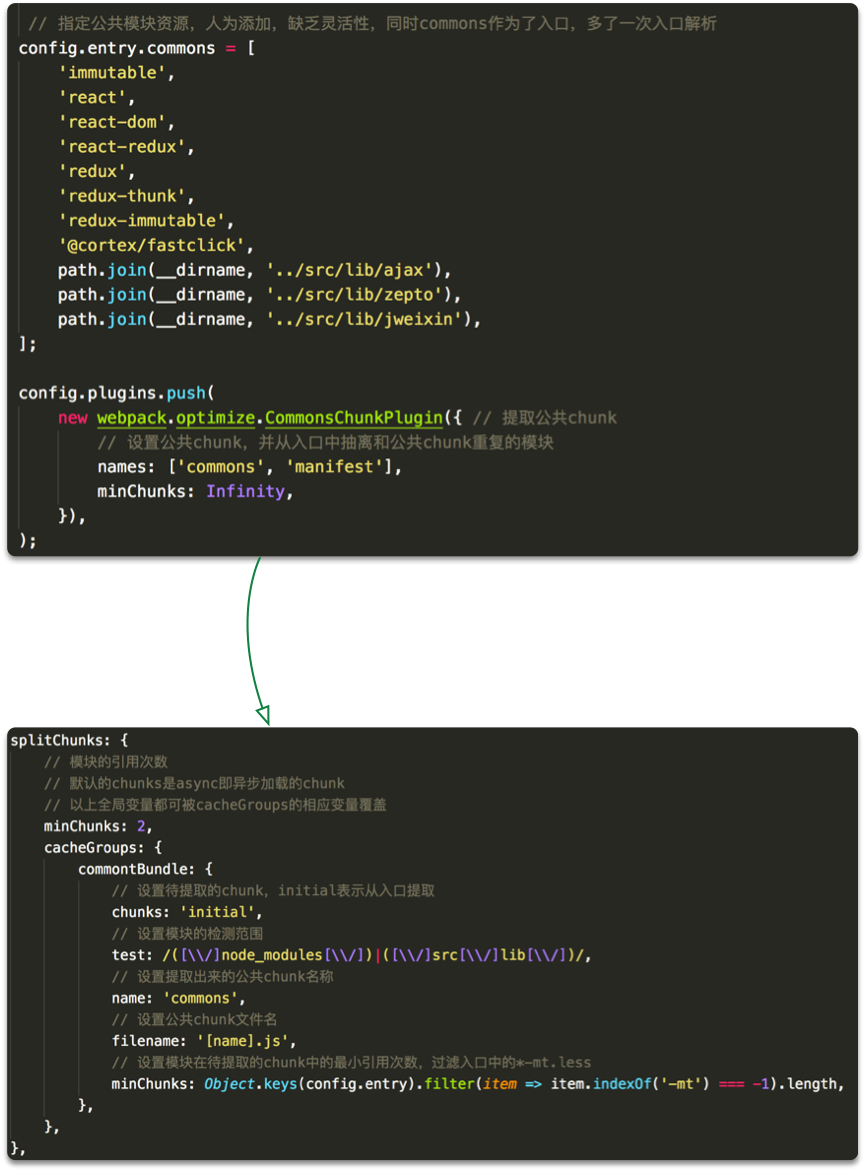 // 指定公共模块资源，人为添加，缺乏灵活性，同时commons作为了入口，多了一次入口解析
config.entry.commons = [
    'immutable',
    'react',
    'react-dom',
    'react-redux',
    'redux',
    'redux-thunk',
    'redux-immutable',
    '@cortex/fastclick',
    path.join(__dirname, '../src/lib/ajax'),
    path.join(__dirname, '../src/lib/zepto'),
    path.join(__dirname, '../src/lib/jweixin'),
];
config.plugins.push(
    new webpack.optimize.CommonsChunkPlugin({ // 提取公共chunk
        // 设置公共chunk，并从入口中抽离和公共chunk重复的模块
        names: ['commons', 'manifest'],
        minChunks: Infinity,
    }),
);
splitChunks: {
    // 模块的引用次数
    // 默认的chunks是async即异步加载的chunk
    // 以上全局变量都可被cacheGroups的相应变量覆盖
    minChunks: 2,
    cacheGroups: {
        commontBundle: {
            // 设置待提取的chunk，initial表示从入口提取
            chunks: 'initial',
            // 设置模块的检测范围
            test: /([\\/]node_modules[\\/])|([\\/]src[\\/]lib[\\/])/,
            // 设置提取出来的公共chunk名称
            name: 'commons',
            // 设置公共chunk文件名
            filename: '[name].js',
            // 设置模块在待提取的chunk中的最小引用次数，过滤入口中的*-mt.less
            minChunks: Object.keys(config.entry).filter(item => item.indexOf('-mt') === -1).length,
        },
    },
},